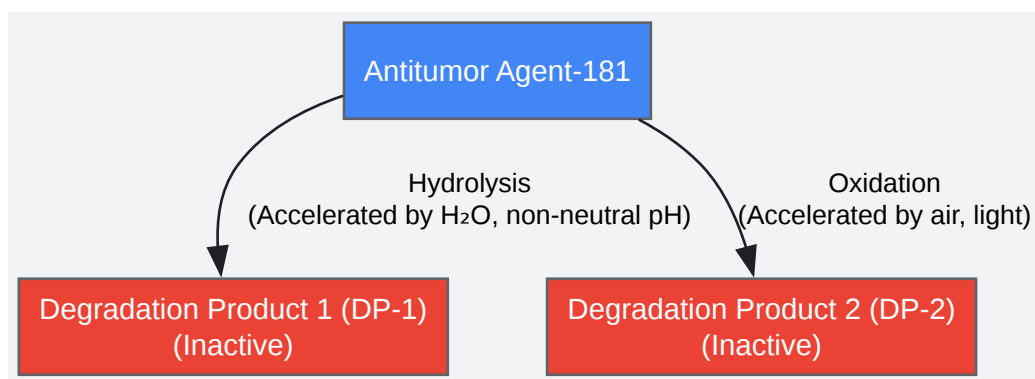 Antitumor Agent-181
Hydrolysis
(Accelerated by H₂O, non-neutral pH)
Oxidation
(Accelerated by air, light)
Degradation Product 1 (DP-1)
(Inactive)
Degradation Product 2 (DP-2)
(Inactive)